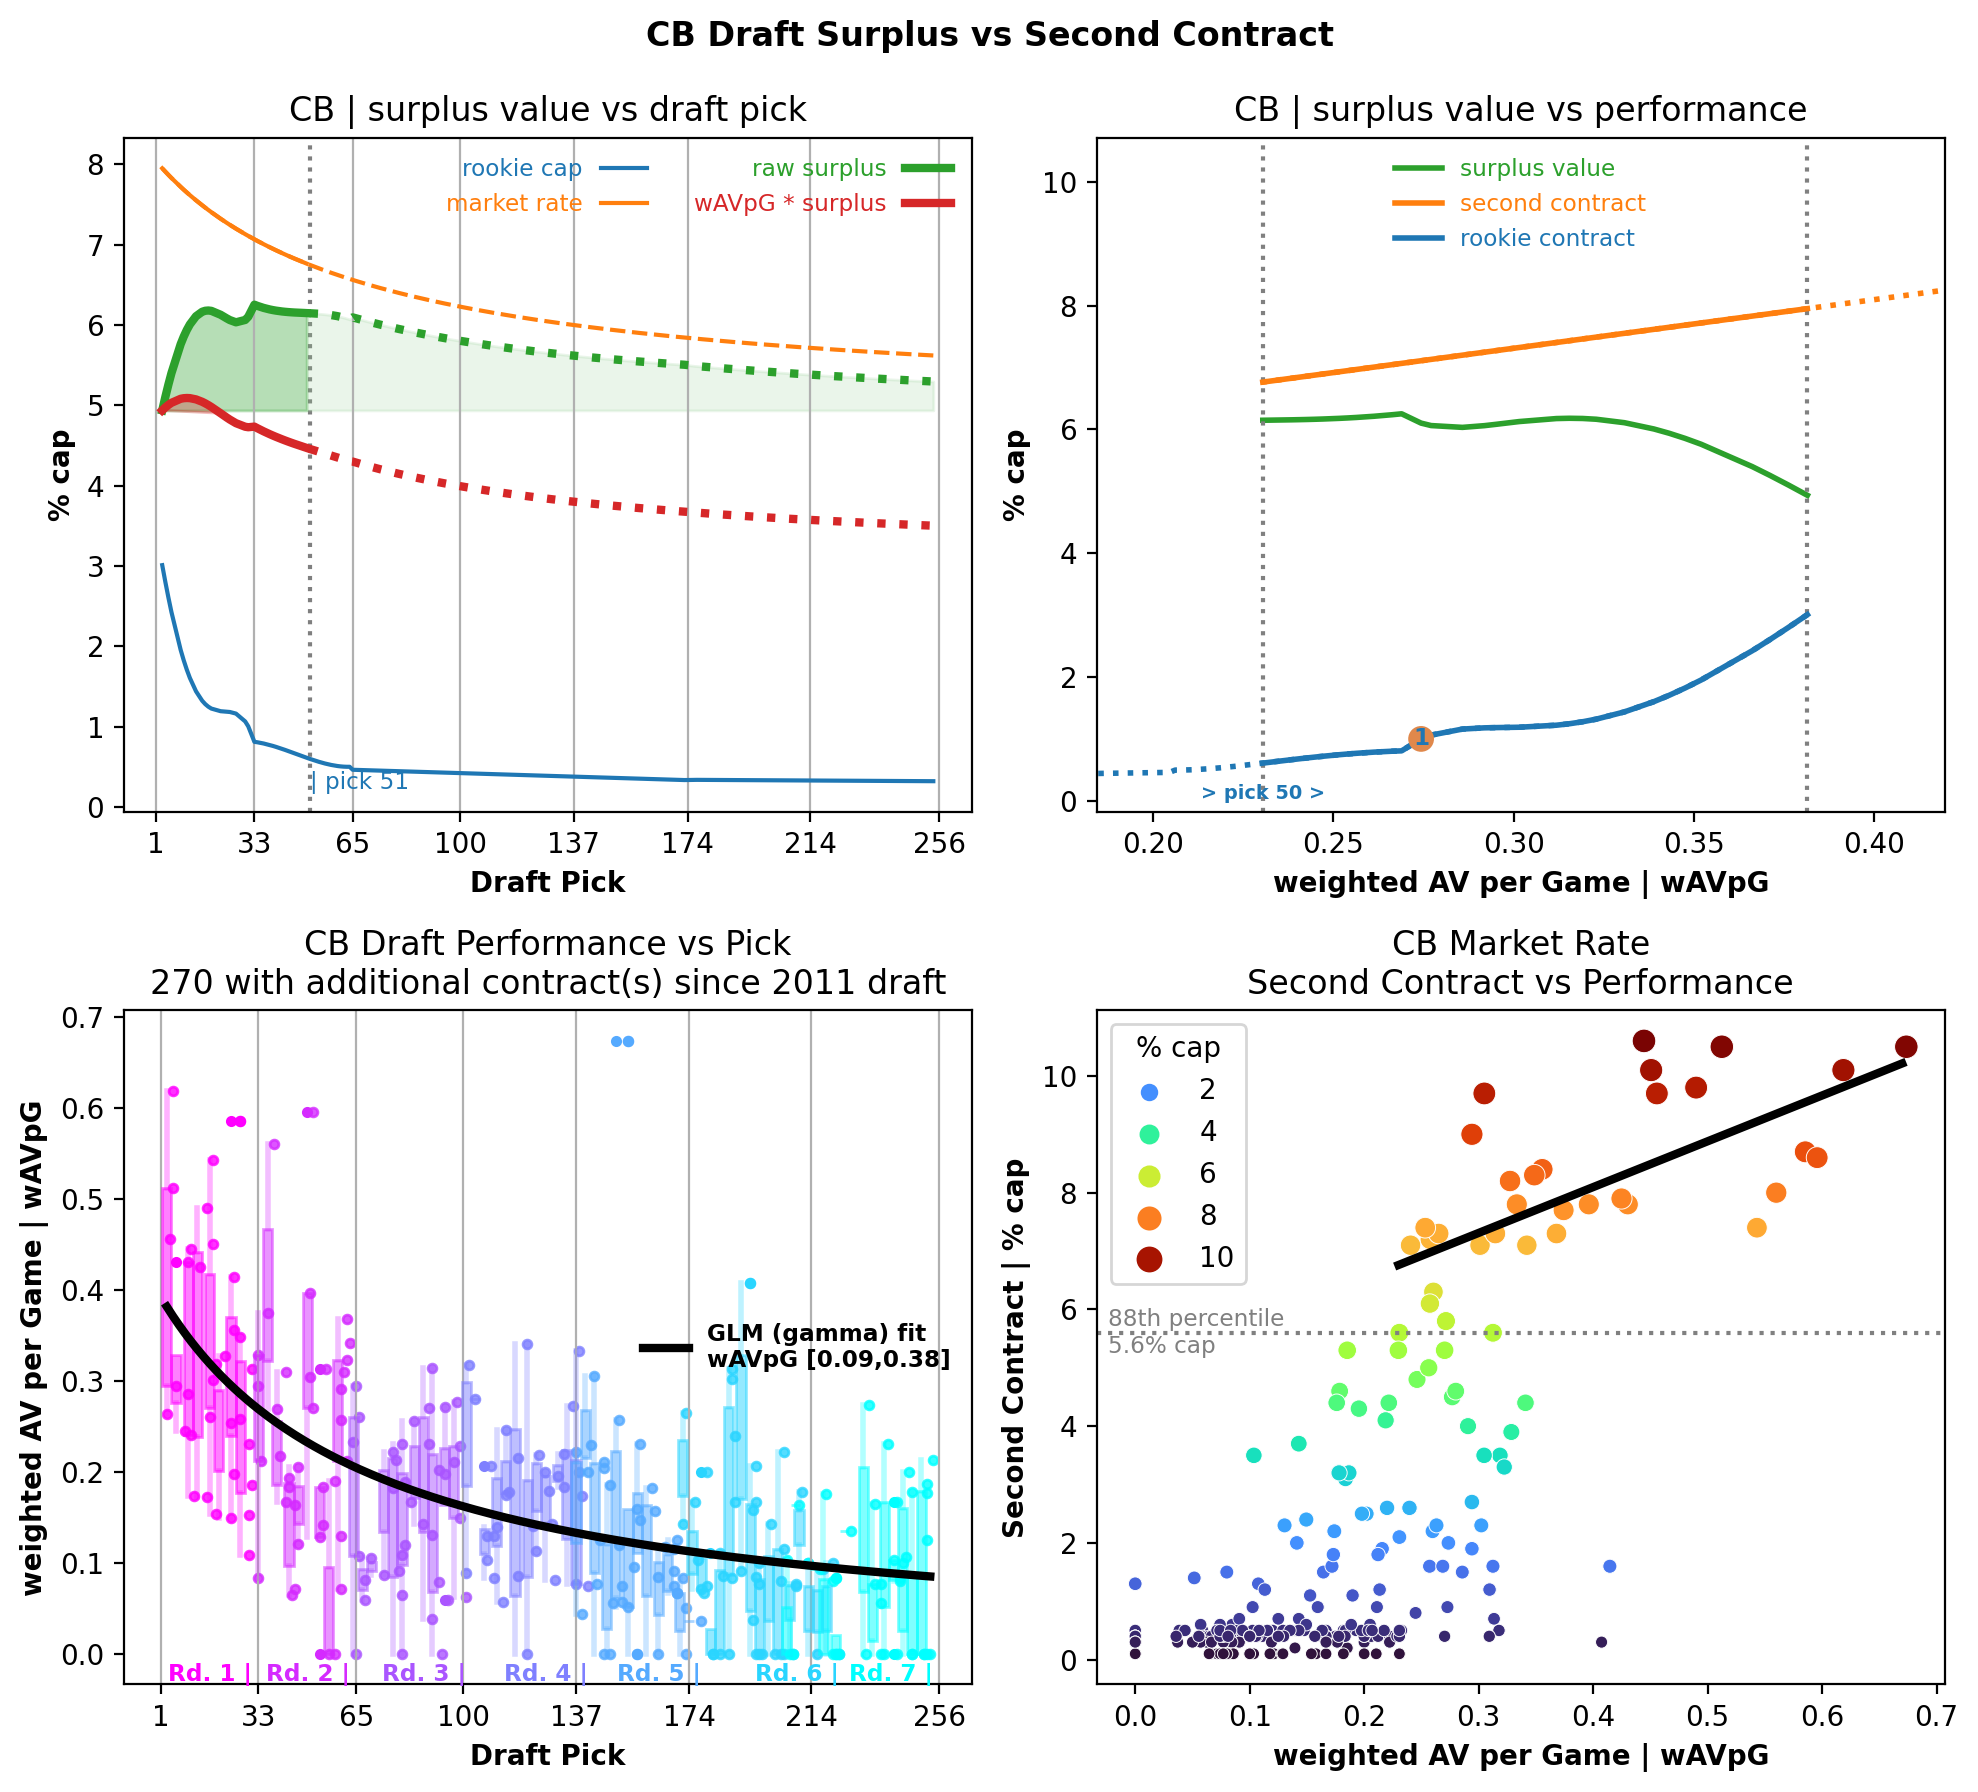 CB Draft Surplus vs Second Contract
CB | surplus value vs draft pick
rookie cap
market rate
raw surplus
wAVpG * surplus
8
7
6
5
4
3
2
1
0
% cap
| pick 51
1 33 65 100 137 174 214 256
Draft Pick
CB | surplus value vs performance
surplus value
second contract
rookie contract
10
8
6
4
2
0
% cap
1
> pick 50 >
0.20 0.25 0.30 0.35 0.40
weighted AV per Game | wAVpG
CB Draft Performance vs Pick
270 with additional contract(s) since 2011 draft
0.7
0.6
0.5
0.4
0.3
0.2
0.1
0.0
weighted AV per Game | wAVpG
GLM (gamma) fit
wAVpG [0.09,0.38]
Rd. 1 | Rd. 2 | Rd. 3 | Rd. 4 | Rd. 5 | Rd. 6 | Rd. 7 |
1 33 65 100 137 174 214 256
Draft Pick
CB Market Rate
Second Contract vs Performance
% cap
2
4
6
8
10
88th percentile
5.6% cap
10
8
6
4
2
0
Second Contract | % cap
0.0 0.1 0.2 0.3 0.4 0.5 0.6 0.7
weighted AV per Game | wAVpG